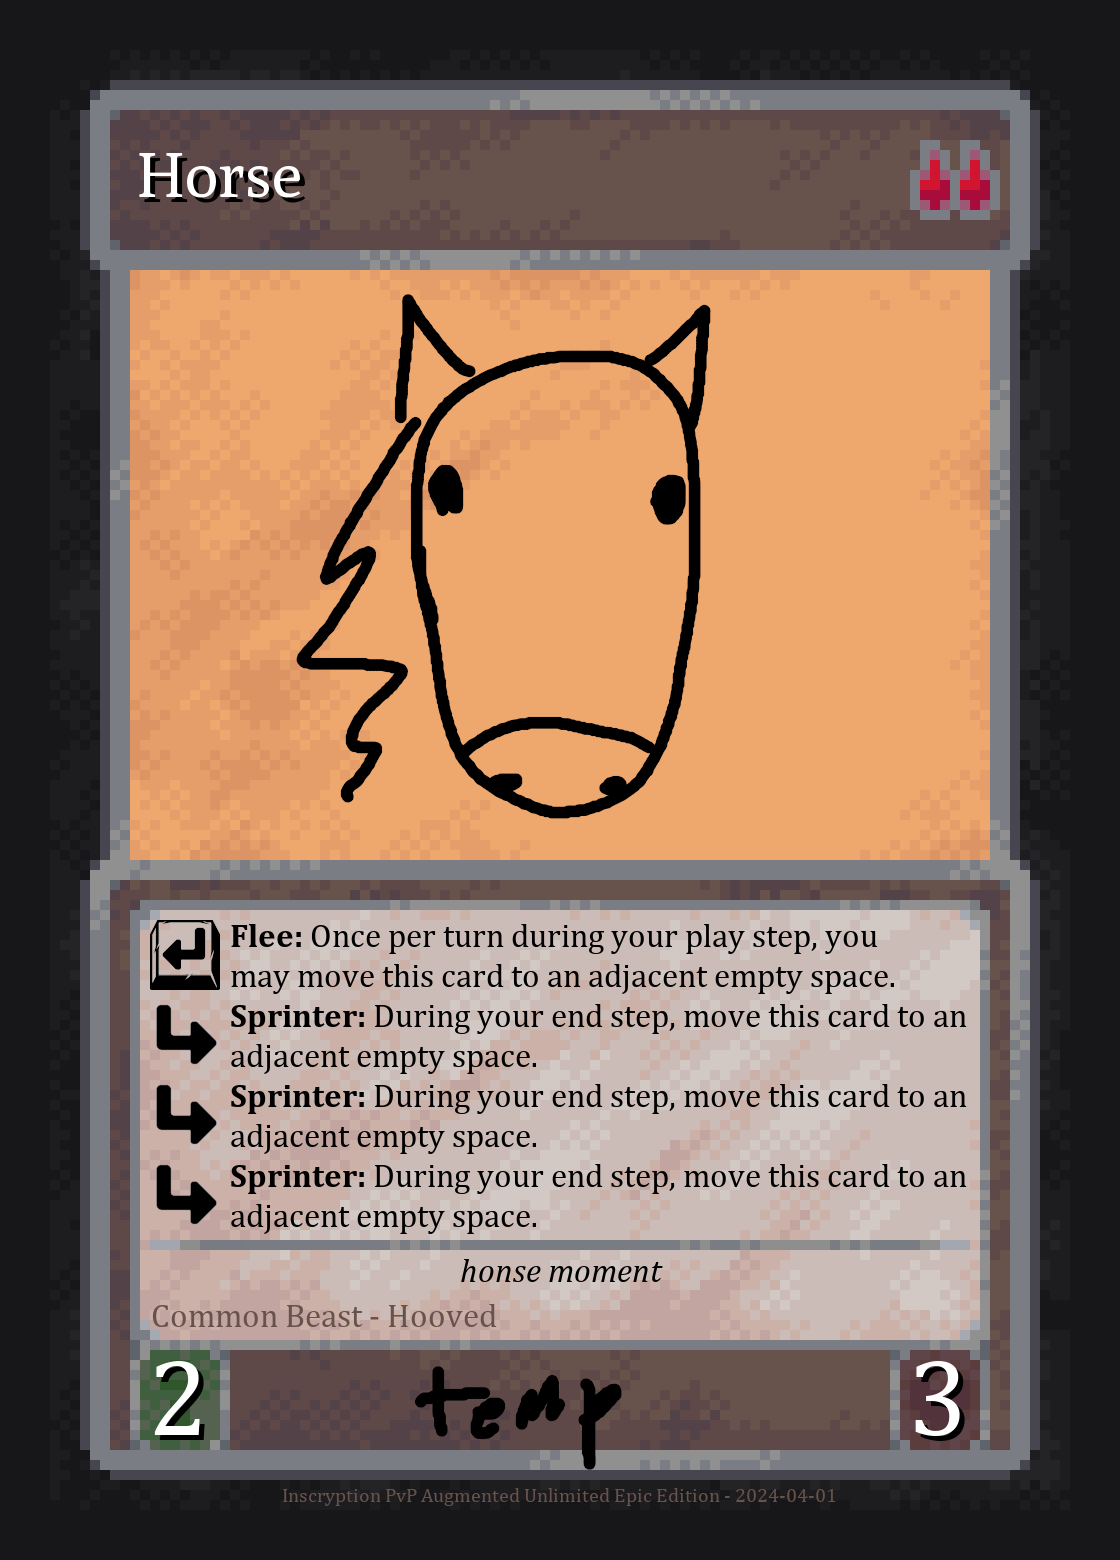 Horse
Flee: Once per turn during your play step, you
may move this card to an adjacent empty space.
Sprinter: During your end step, move this card to an
adjacent empty space.
Sprinter: During your end step, move this card to an
adjacent empty space.
Sprinter: During your end step, move this card to an
adjacent empty space.
honse moment
Common Beast - Hooved
2
temp
3
Inscryption PvP Augmented Unlimited Epic Edition - 2024-04-01